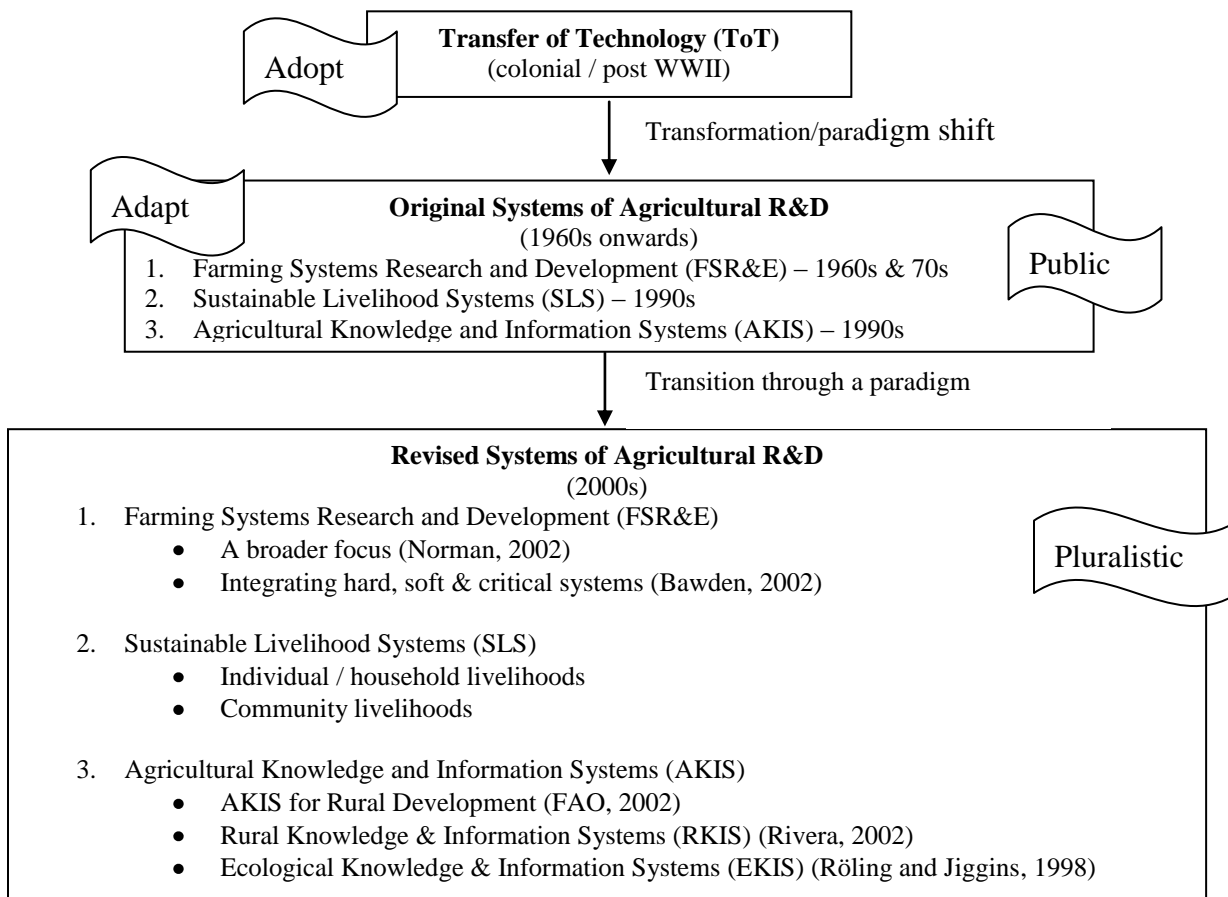 Adopt
Transfer of Technology (ToT)
(colonial / post WWII)
Transformation/paradigm shift
Adapt
Original Systems of Agricultural R&D
(1960s onwards)
1. Farming Systems Research and Development (FSR&E) – 1960s & 70s
2. Sustainable Livelihood Systems (SLS) – 1990s
3. Agricultural Knowledge and Information Systems (AKIS) – 1990s
Public
Transition through a paradigm
Revised Systems of Agricultural R&D
(2000s)
1. Farming Systems Research and Development (FSR&E)
• A broader focus (Norman, 2002)
• Integrating hard, soft & critical systems (Bawden, 2002)
Pluralistic
2. Sustainable Livelihood Systems (SLS)
• Individual / household livelihoods
• Community livelihoods
3. Agricultural Knowledge and Information Systems (AKIS)
• AKIS for Rural Development (FAO, 2002)
• Rural Knowledge & Information Systems (RKIS) (Rivera, 2002)
• Ecological Knowledge & Information Systems (EKIS) (Röling and Jiggins, 1998)